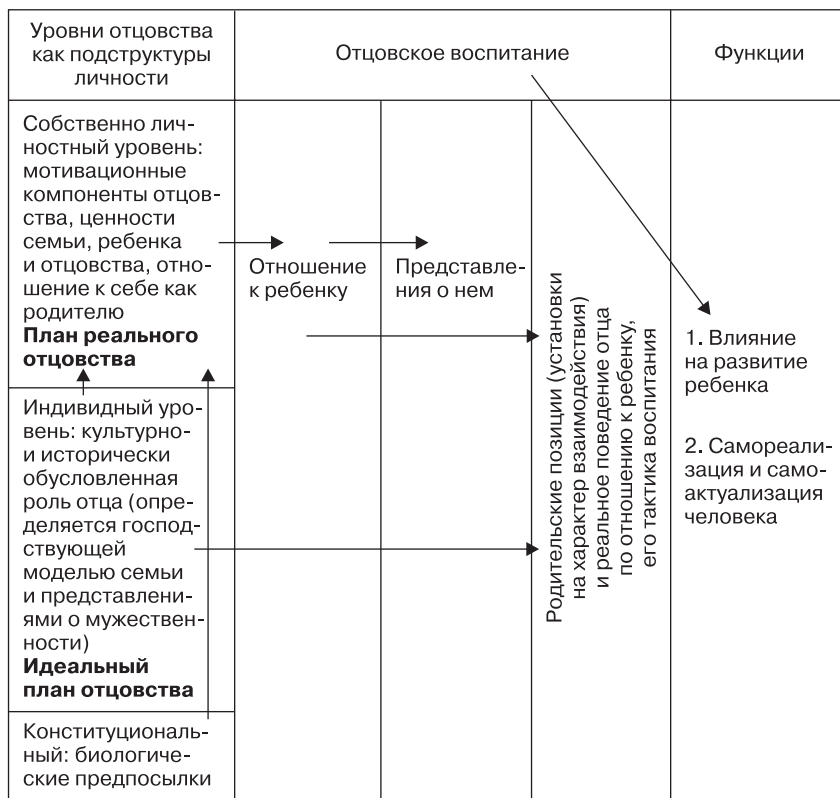 Уровни отцовства
как подструктуры
личности
Отцовское воспитание
Функции
Собственно лич-
ностный уровень:
мотивационные
компоненты отцов-
ства, ценности
семьи, ребенка
и отцовства, отно-
шение к себе как
родителю
План реального
отцовства
Отношение
к ребенку
Представле-
ния о нем
Родительские позиции (установки
на характер взаимодействия)
и реальное поведение отца
по отношению к ребенку,
его тактика воспитания
1. Влияние
на развитие
ребенка
2. Самореали-
зация и само-
актуализация
человека
Индивидный уро-
вень: культурно-
и исторически
обусловленная
роль отца (опре-
деляется господ-
ствующей
моделью семьи
и представлени-
ями о мужествен-
ности)
Идеальный
план отцовства
Конституциональ-
ный: биологиче-
ские предпосылки